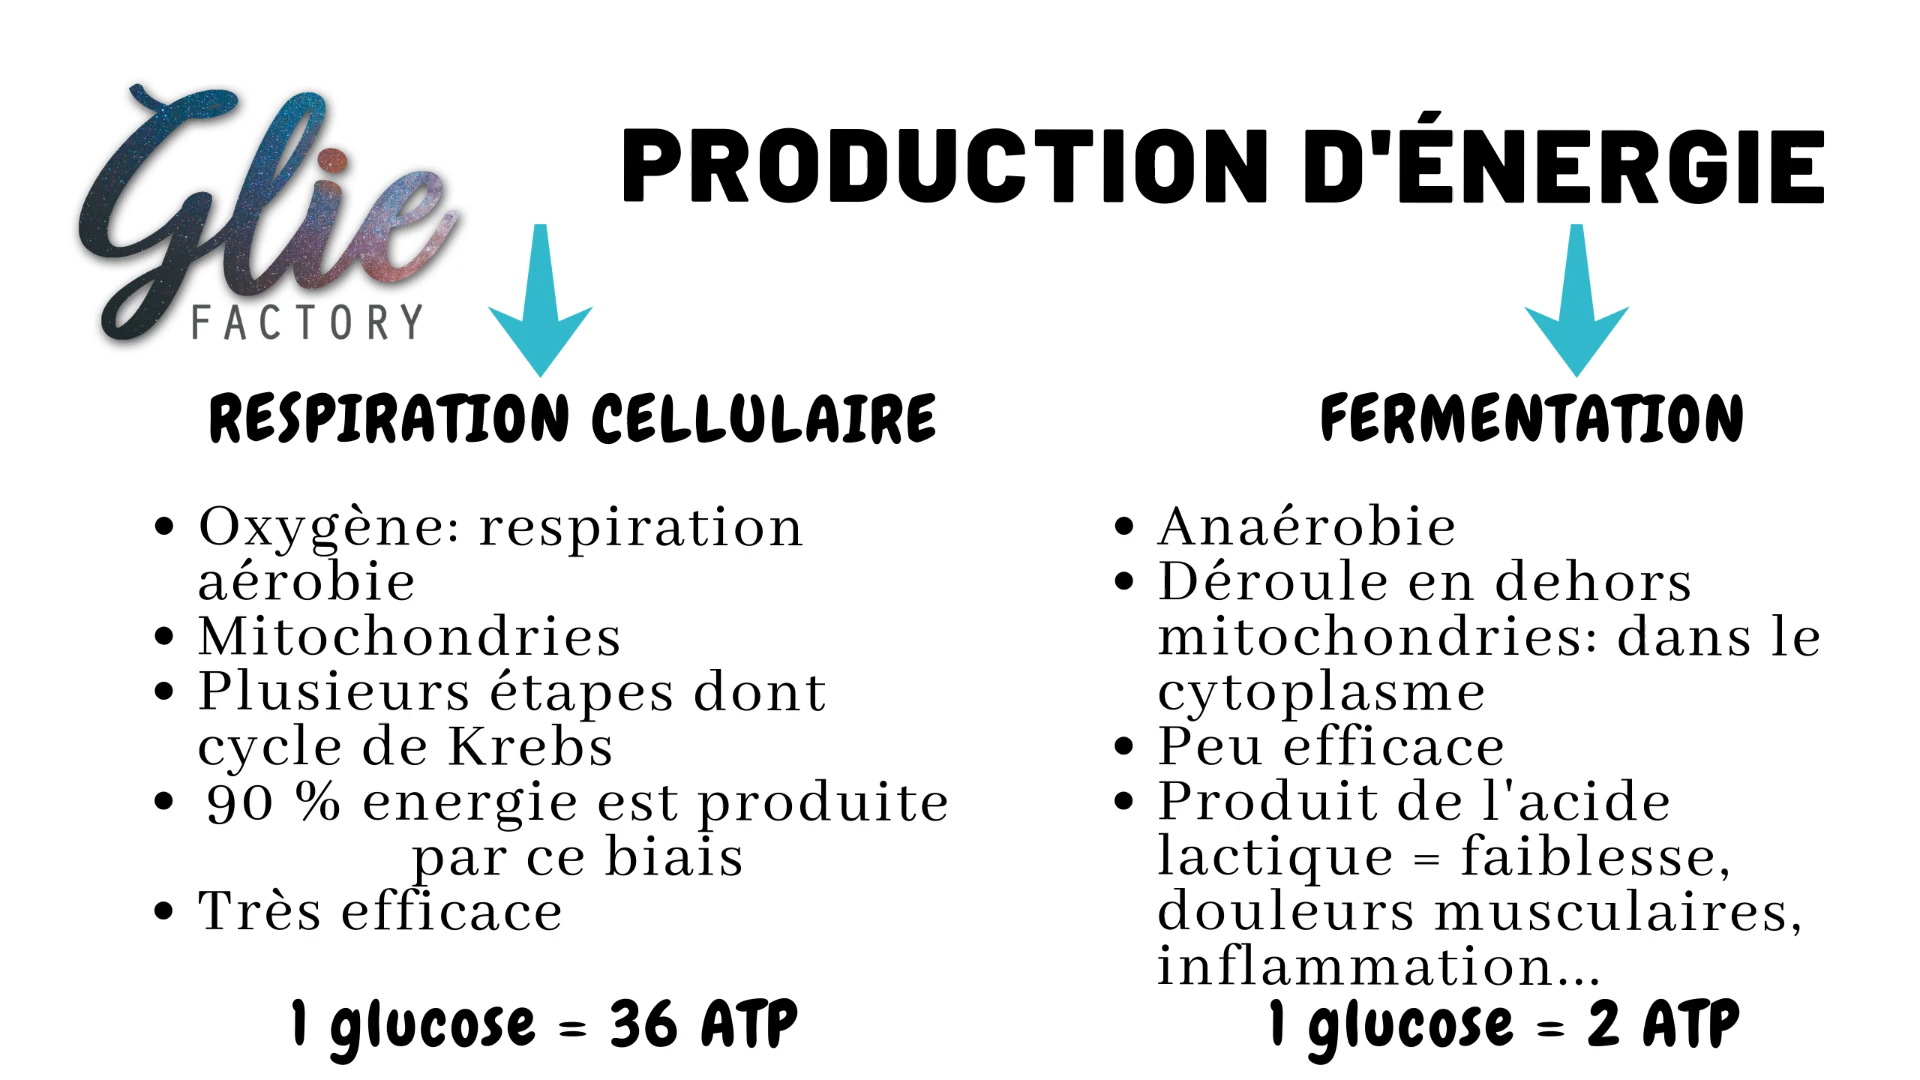 Glie
FACTORY
PRODUCTION D'ÉNERGIE
RESPIRATION CELLULAIRE
• Oxygène: respiration
aérobie
• Mitochondries
• Plusieurs étapes dont
cycle de Krebs
• 90 % energie est produite
par ce biais
• Très efficace
1 glucose = 36 ATP
FERMENTATION
• Anaérobie
• Déroule en dehors
mitochondries: dans le
cytoplasme
• Peu efficace
• Produit de l'acide
lactique = faiblesse,
douleurs musculaires,
inflammation...
1 glucose = 2 ATP